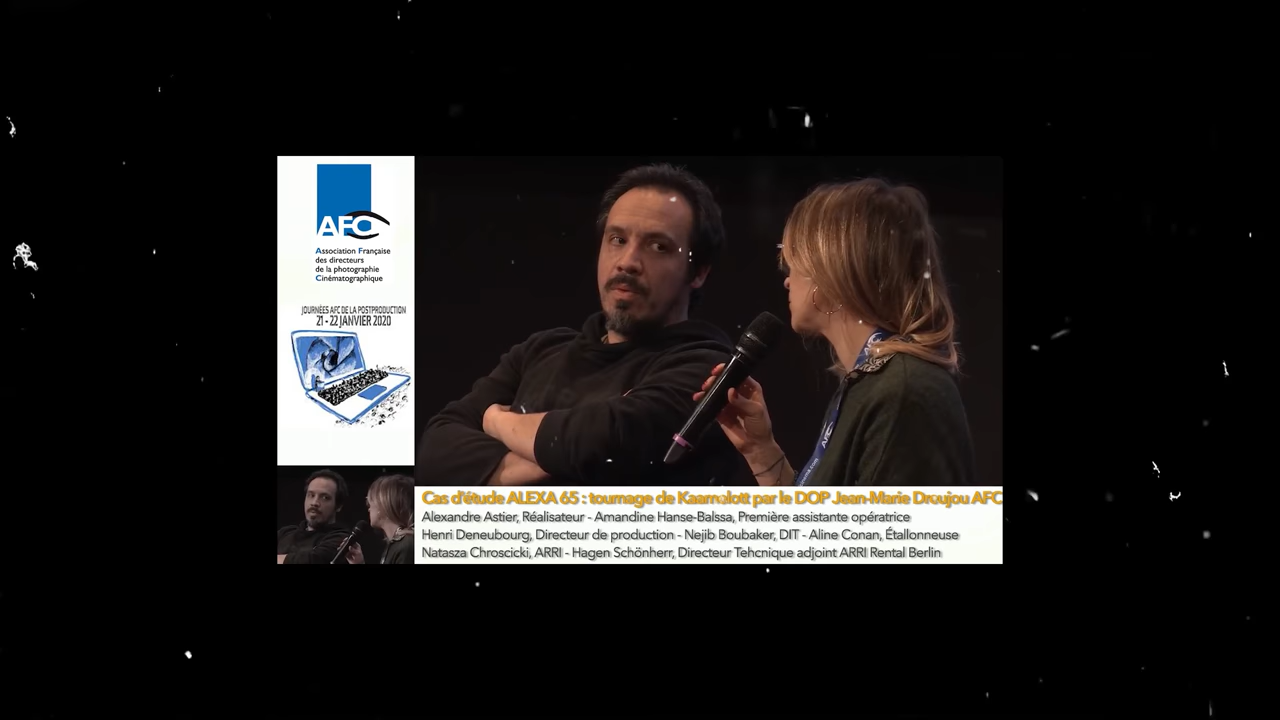 AFC
Association Française
des directeurs
de la photographie
Cinématographique
JOURNÉES AFC DE LA POSTPRODUCTION
21 - 22 JANVIER 2020
Cas d'étude ALEXA 65 : tournage de Kaamelott par le DOP Jean-Marie Droujou AFC
Alexandre Astier, Réalisateur - Amandine Hanse-Balssa, Première assistante opératrice
Henri Deneubourg, Directeur de production - Nejib Boubaker, DIT - Aline Conan, Étallonneuse
Natasza Chroscicki, ARRI - Hagen Schönherr, Directeur Tehcnique adjoint ARRI Rental Berlin